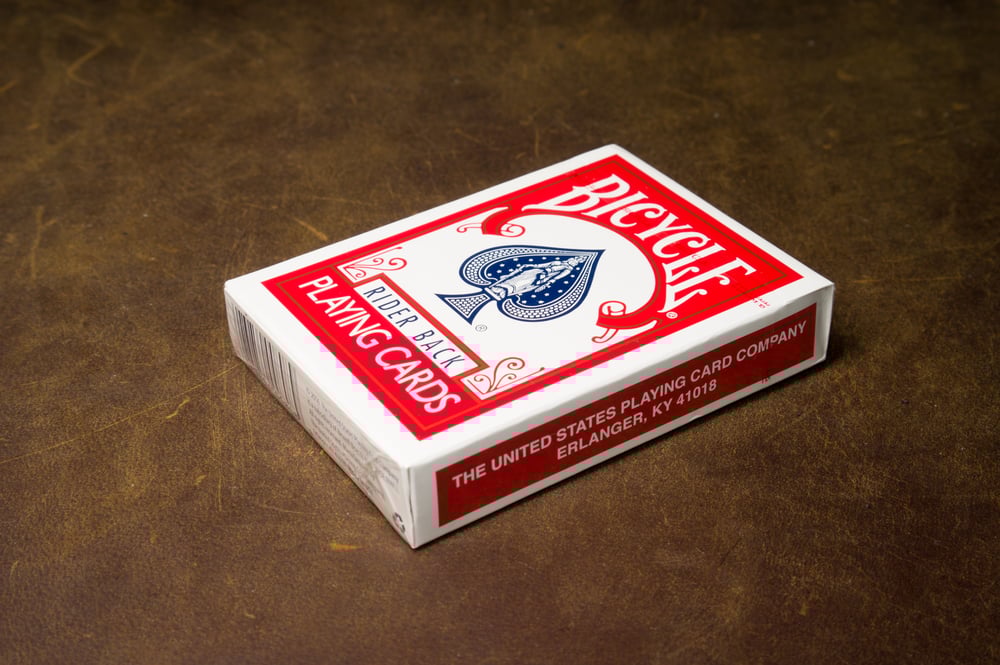 BICYCLE
®
®
RIDER BACK
PLAYING CARDS
THE UNITED STATES PLAYING CARD COMPANY
ERLANGER, KY 41018